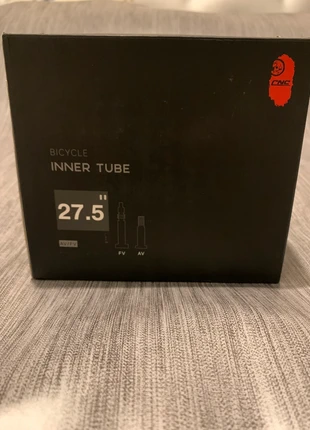 BICYCLE
INNER TUBE
27.5"
FV AV